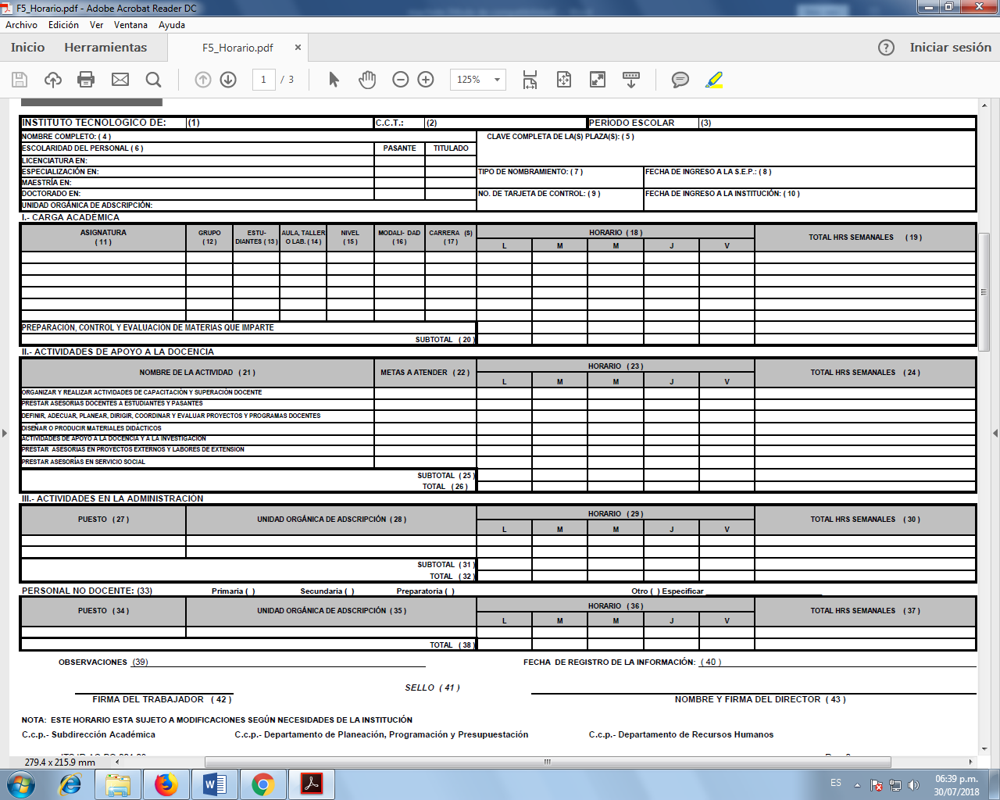 F5_Horario.pdf - Adobe Acrobat Reader DC
Archivo Edición Ver Ventana Ayuda
Inicio Herramientas F5_Horario.pdf × Iniciar sesión
1 / 3 125%
INSTITUTO TECNOLOGICO DE: (1) C.C.T.: (2) PERIODO ESCOLAR (3)
NOMBRE COMPLETO: ( 4 ) CLAVE COMPLETA DE LA(S) PLAZA(S): ( 5 )
ESCOLARIDAD DEL PERSONAL ( 6 ) PASANTE TITULADO
LICENCIATURA EN:
ESPECIALIZACIÓN EN: TIPO DE NOMBRAMIENTO: ( 7 ) FECHA DE INGRESO A LA S.E.P.: ( 8 )
MAESTRÍA EN:
DOCTORADO EN: NO. DE TARJETA DE CONTROL: ( 9 ) FECHA DE INGRESO A LA INSTITUCIÓN: ( 10 )
UNIDAD ORGÁNICA DE ADSCRIPCIÓN:
I.- CARGA ACADÉMICA
ASIGNATURA GRUPO ESTU- AULA, TALLER NIVEL MODALI- DAD CARRERA (S) HORARIO ( 18 ) TOTAL HRS SEMANALES ( 19 )
( 11 ) ( 12 ) DIANTES ( 13 ) O LAB. ( 14 ) ( 15 ) ( 16 ) ( 17 ) L M M J V
PREPARACIÓN, CONTROL Y EVALUACIÓN DE MATERIAS QUE IMPARTE
SUBTOTAL ( 20 )
II.- ACTIVIDADES DE APOYO A LA DOCENCIA
NOMBRE DE LA ACTIVIDAD ( 21 ) METAS A ATENDER ( 22 ) HORARIO ( 23 ) TOTAL HRS SEMANALES ( 24 )
L M M J V
ORGANIZAR Y REALIZAR ACTIVIDADES DE CAPACITACIÓN Y SUPERACIÓN DOCENTE
PRESTAR ASESORIAS DOCENTES A ESTUDIANTES Y PASANTES
DEFINIR, ADECUAR, PLANEAR, DIRIGIR, COORDINAR Y EVALUAR PROYECTOS Y PROGRAMAS DOCENTES
DISEÑAR O PRODUCIR MATERIALES DIDÁCTICOS
ACTIVIDADES DE APOYO A LA DOCENCIA Y A LA INVESTIGACION
PRESTAR ASESORIAS EN PROYECTOS EXTERNOS Y LABORES DE EXTENSION
PRESTAR ASESORÍAS EN SERVICIO SOCIAL
SUBTOTAL ( 25 )
TOTAL ( 26 )
III.- ACTIVIDADES EN LA ADMINISTRACIÓN
PUESTO ( 27 ) UNIDAD ORGÁNICA DE ADSCRIPCIÓN ( 28 ) HORARIO ( 29 ) TOTAL HRS SEMANALES ( 30 )
L M M J V
SUBTOTAL ( 31 )
TOTAL ( 32 )
PERSONAL NO DOCENTE: (33) Primaria ( ) Secundaria ( ) Preparatoria ( ) Otro ( ) Especificar
PUESTO ( 34 ) UNIDAD ORGÁNICA DE ADSCRIPCIÓN ( 35 ) HORARIO ( 36 ) TOTAL HRS SEMANALES ( 37 )
L M M J V
TOTAL ( 38 )
OBSERVACIONES (39) FECHA DE REGISTRO DE LA INFORMACIÓN: ( 40 )
SELLO ( 41 )
FIRMA DEL TRABAJADOR ( 42 ) NOMBRE Y FIRMA DEL DIRECTOR ( 43 )
NOTA: ESTE HORARIO ESTA SUJETO A MODIFICACIONES SEGÚN NECESIDADES DE LA INSTITUCIÓN
C.c.p.- Subdirección Académica C.c.p.- Departamento de Planeación, Programación y Presupuestación C.c.p.- Departamento de Recursos Humanos
279.4 x 215.9 mm
ES 06:39 p.m.
30/07/2018